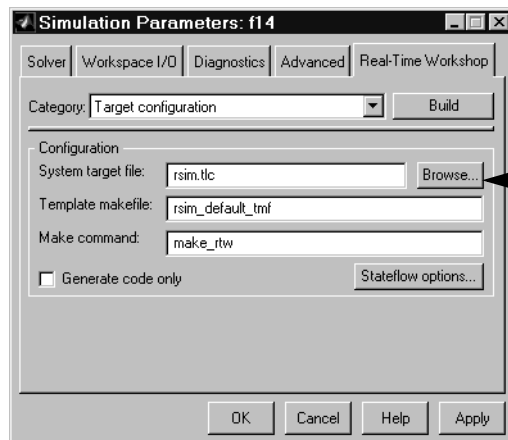 Simulation Parameters: f14
Solver Workspace I/O Diagnostics Advanced Real-Time Workshop
Category: Target configuration Build
Configuration
System target file: rsim.tlc Browse...
Template makefile: rsim_default_tmf
Make command: make_rtw
Generate code only Stateflow options...
OK Cancel Help Apply